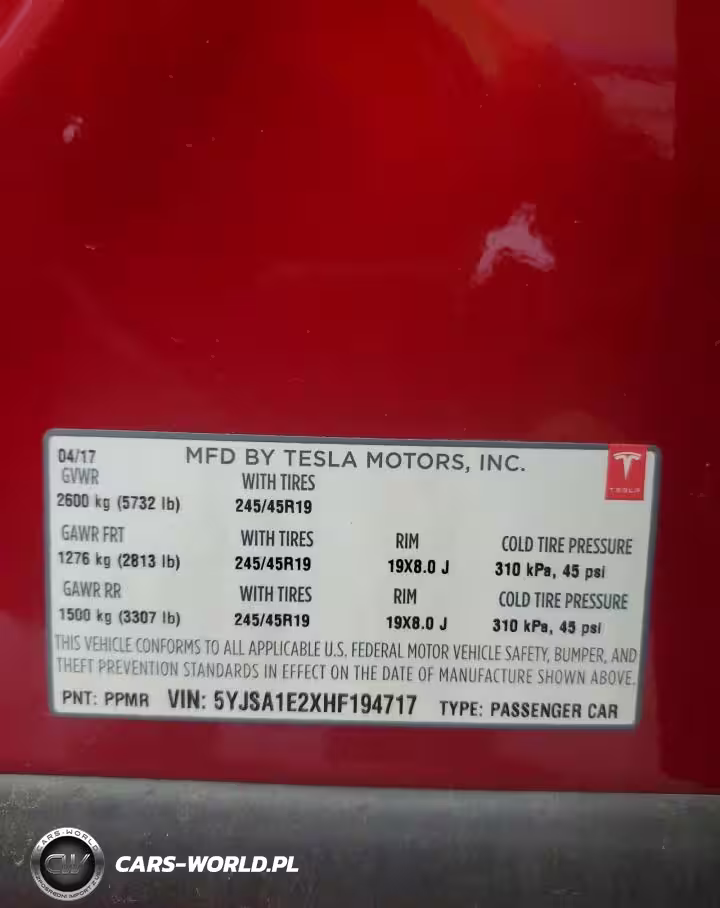 04/17 MFD BY TESLA MOTORS, INC.
TESLA
GVWR WITH TIRES
2600 kg (5732 lb) 245/45R19
GAWR FRT WITH TIRES RIM COLD TIRE PRESSURE
1276 kg (2813 lb) 245/45R19 19X8.0 J 310 kPa, 45 psi
GAWR RR WITH TIRES RIM COLD TIRE PRESSURE
1500 kg (3307 lb) 245/45R19 19X8.0 J 310 kPa, 45 psi
THIS VEHICLE CONFORMS TO ALL APPLICABLE U.S. FEDERAL MOTOR VEHICLE SAFETY, BUMPER, AND
THEFT PREVENTION STANDARDS IN EFFECT ON THE DATE OF MANUFACTURE SHOWN ABOVE.
PNT: PPMR VIN: 5YJSA1E2XHF194717 TYPE: PASSENGER CAR
CARS-WORLD
CW
CARS-WORLD.PL